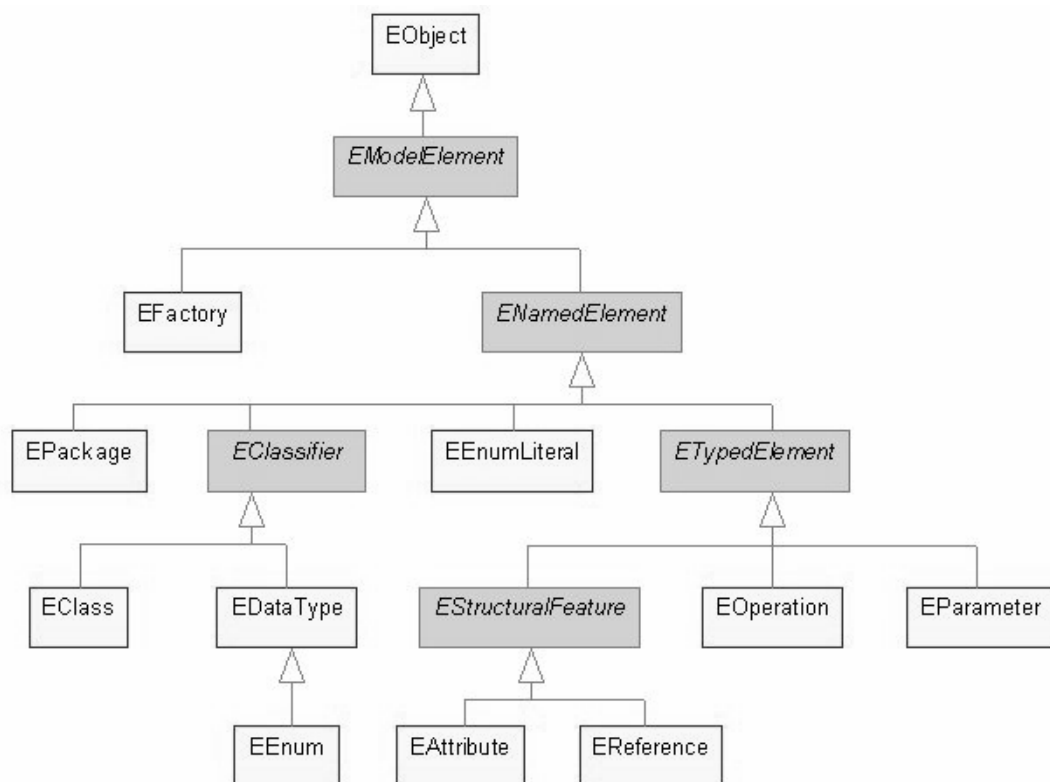 EObject
EModelElement
EFactory
ENamedElement
EPackage
EClassifier
EEnumLiteral
ETypedElement
EClass
EDataType
EStructuralFeature
EOperation
EParameter
EEnum
EAttribute
EReference